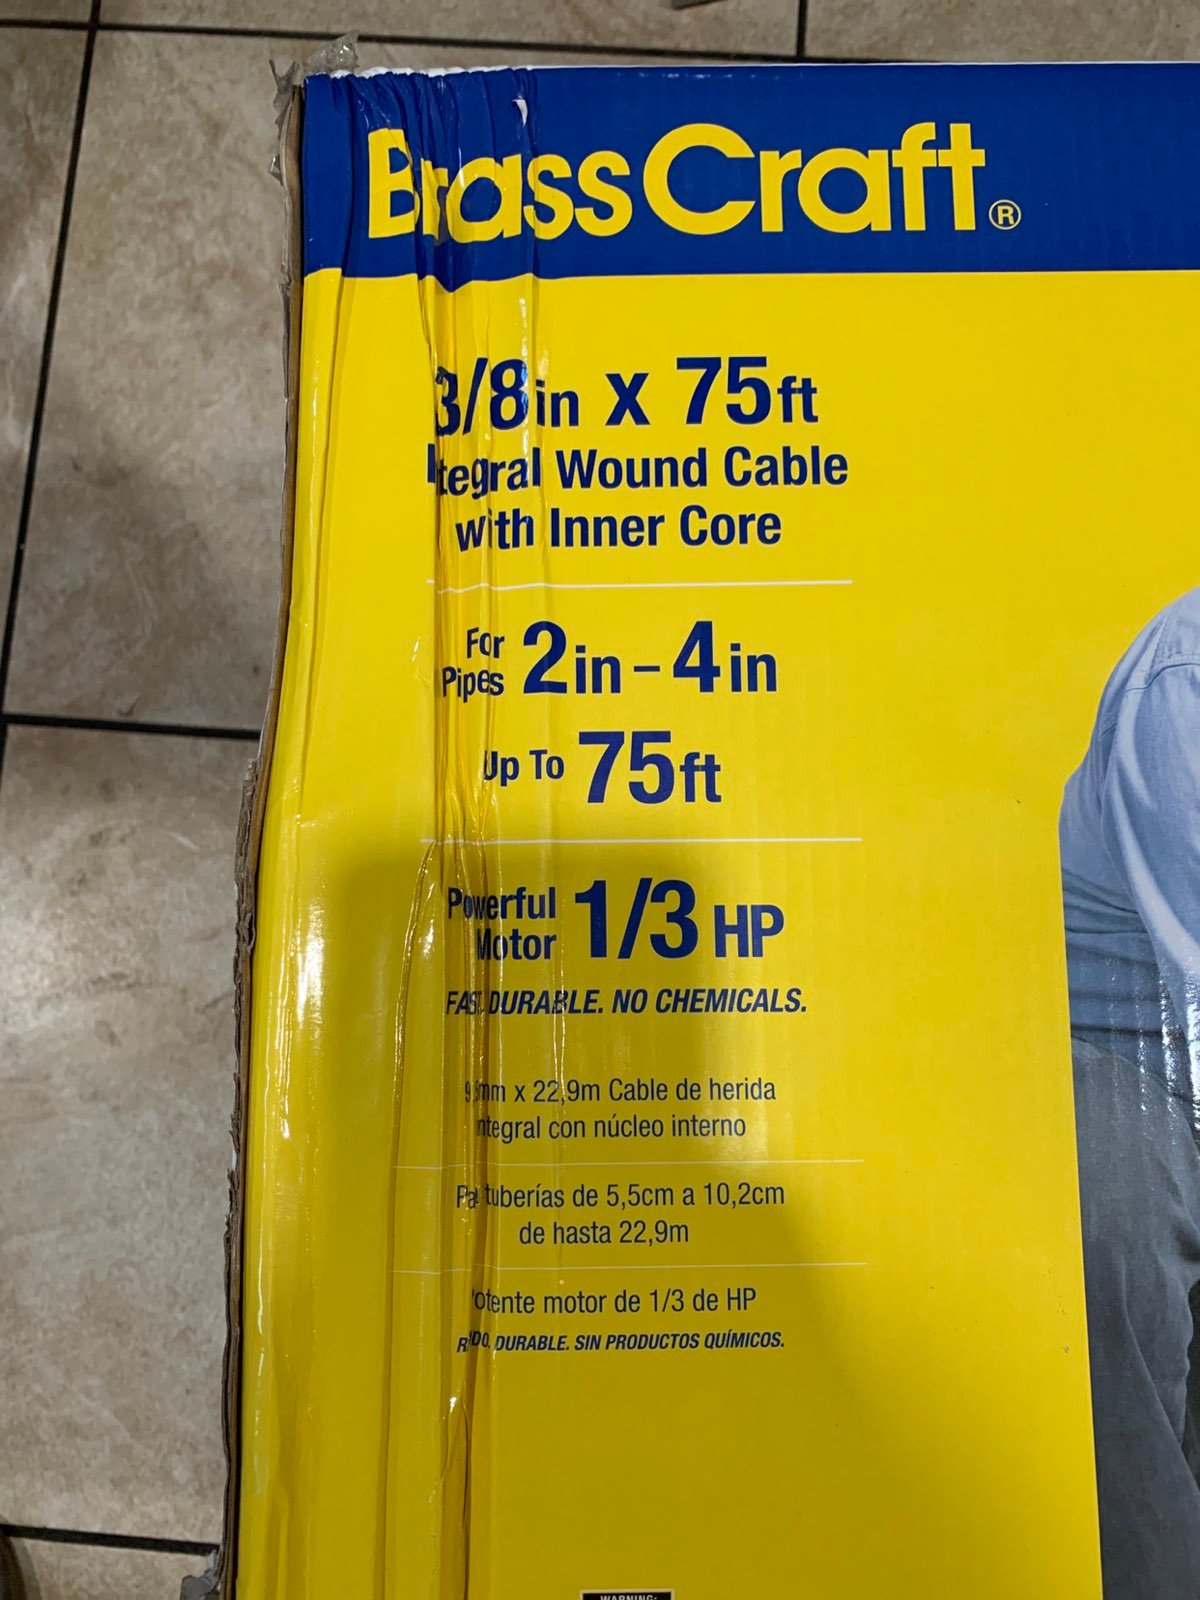 BrassCraft®
3/8in x 75ft
Integral Wound Cable
with Inner Core
For
Pipes 2in – 4in
Up To 75ft
Powerful
Motor 1/3 HP
FAST. DURABLE. NO CHEMICALS.
mm x 22,9m Cable de herida
integral con núcleo interno
tuberías de 5,5cm a 10,2cm
de hasta 22,9m
Potente motor de 1/3 de HP
DURABLE. SIN PRODUCTOS QUÍMICOS.
WARNING: